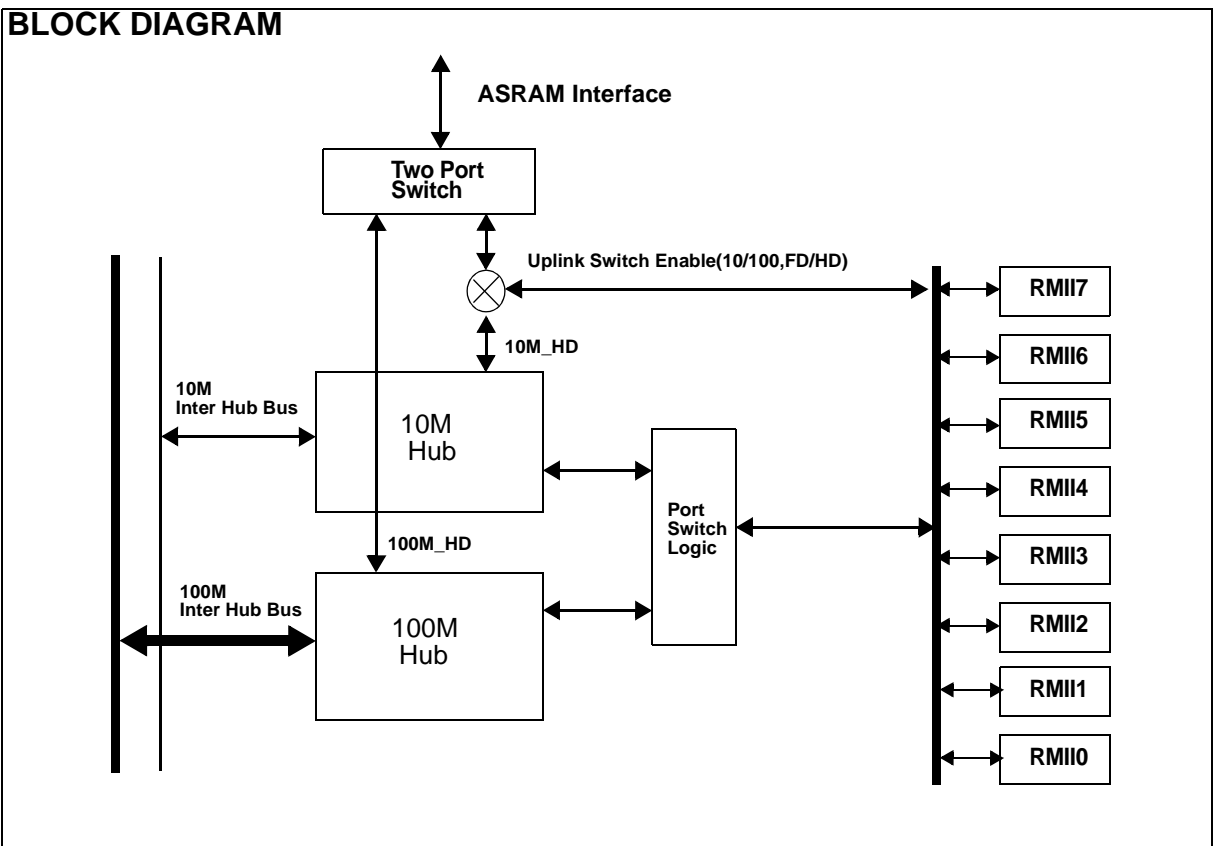 BLOCK DIAGRAM
ASRAM Interface
Two Port
Switch
Uplink Switch Enable(10/100,FD/HD)
RMII7
10M_HD
RMII6
10M
Inter Hub Bus
10M
Hub
RMII5
RMII4
Port
Switch
Logic
100M_HD
RMII3
100M
Inter Hub Bus
100M
Hub
RMII2
RMII1
RMII0